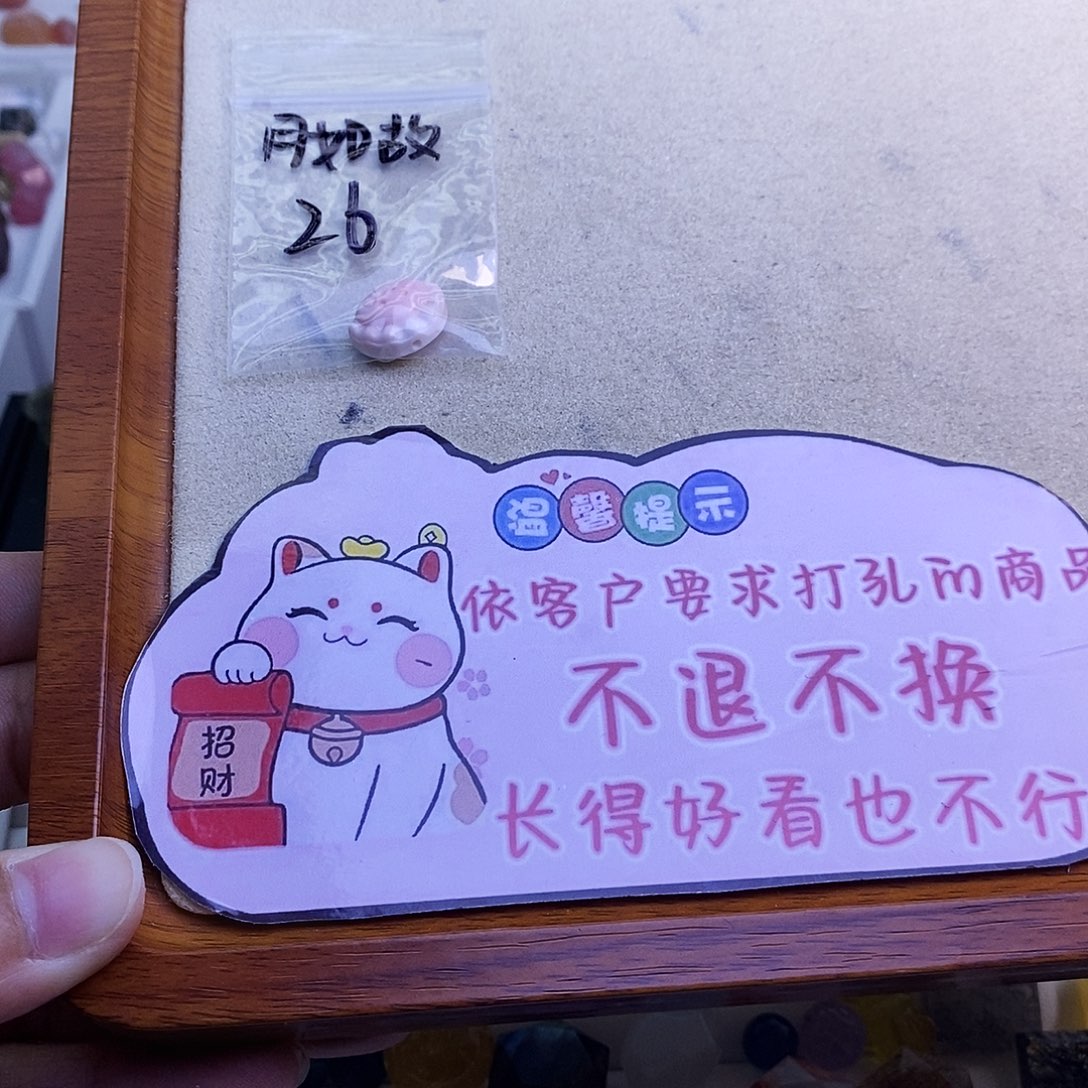 月如故
26
温馨提示
依客户要求打孔的商品
不退不换
长得好看也不行
招
财